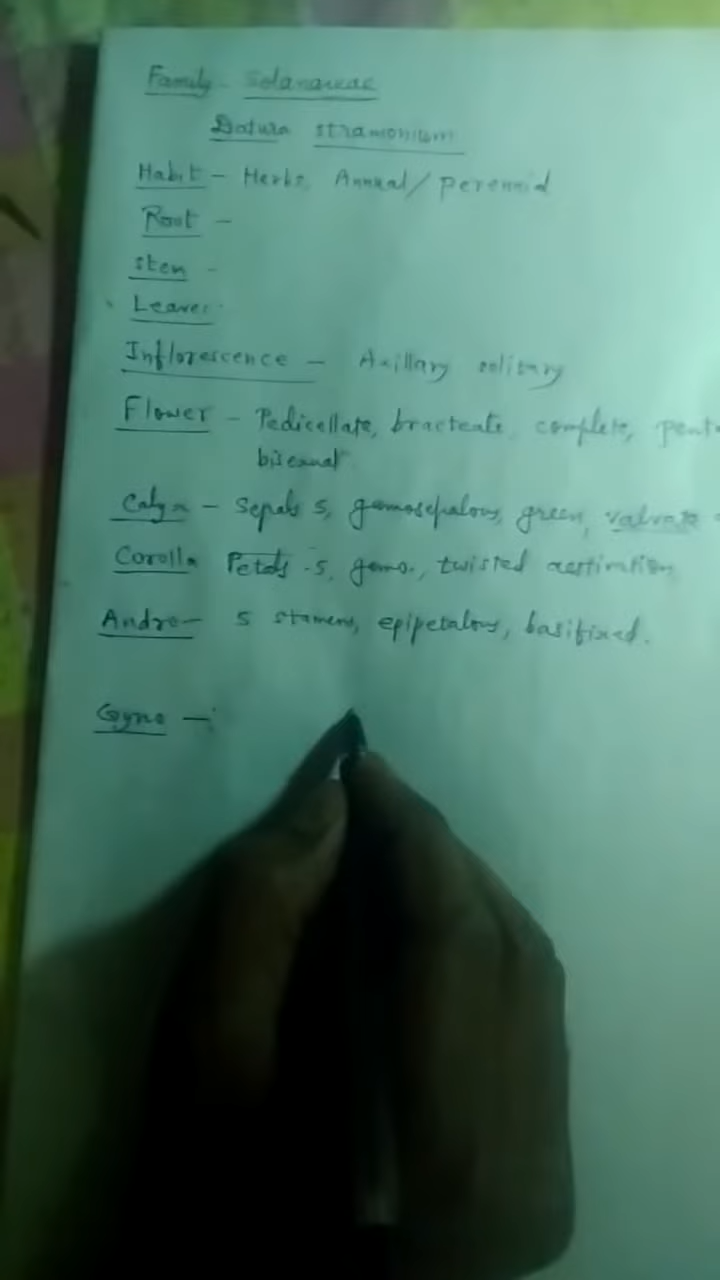 Family - Solanaceae
Datura stramonium
Habit - Herbs, Annual/perennial
Root -
Stem -
Leaves
Inflorescence - Axillary solitary
Flower - Pedicellate, bracteate, complete, pent
bisexual
Calyx - Sepals 5, gamosepalous, green, valvate
Corolla Petals - 5, gamo., twisted aestivation
Andro - 5 stamens, epipetalous, basifixed.
Gyno -: